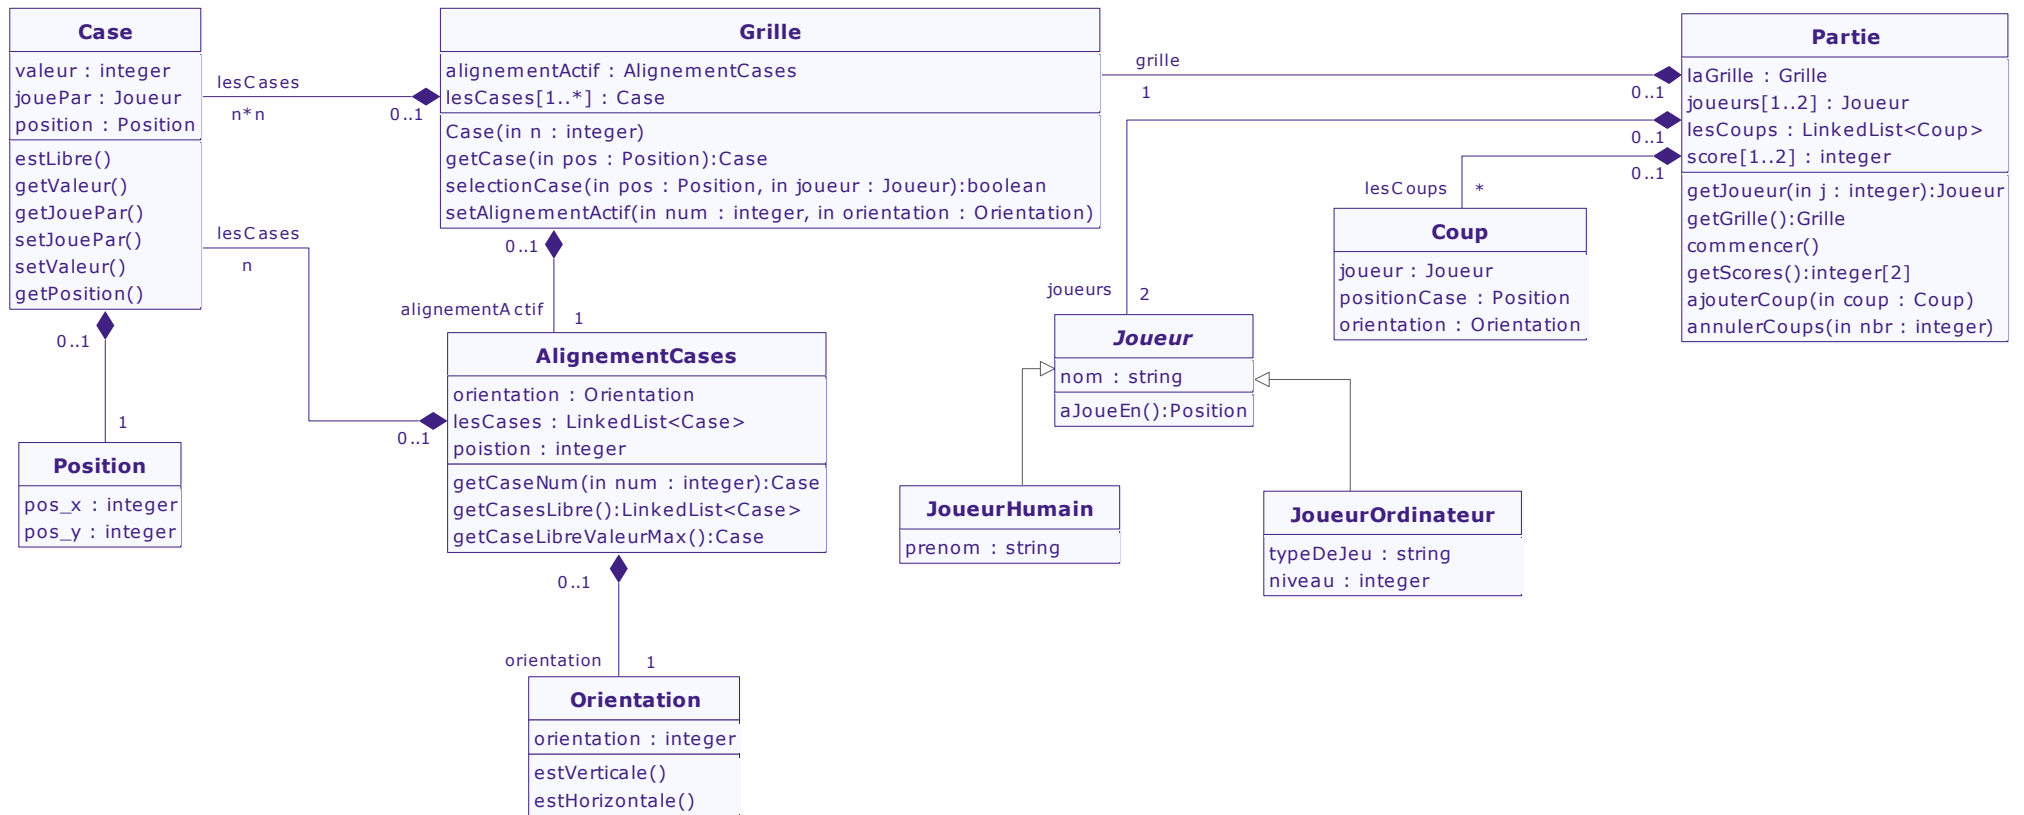 Case
valeur : integer
jouePar : Joueur
position : Position
estLibre()
getValeur()
getJouePar()
setJouePar()
setValeur()
getPosition()
lesCases
n*n
0..1
Grille
alignementActif : AlignementCases
lesCases[1..*] : Case
Case(in n : integer)
getCase(in pos : Position):Case
selectionCase(in pos : Position, in joueur : Joueur):boolean
setAlignementActif(in num : integer, in orientation : Orientation)
grille
1
0..1
0..1
0..1
Partie
laGrille : Grille
joueurs[1..2] : Joueur
lesCoups : LinkedList<Coup>
score[1..2] : integer
getJoueur(in j : integer):Joueur
getGrille():Grille
commencer()
getScores():integer[2]
ajouterCoup(in coup : Coup)
annulerCoups(in nbr : integer)
lesCoups
*
Coup
joueur : Joueur
positionCase : Position
orientation : Orientation
lesCases
n
0..1
0..1
alignementActif
1
AlignementCases
orientation : Orientation
lesCases : LinkedList<Case>
poistion : integer
getCaseNum(in num : integer):Case
getCasesLibre():LinkedList<Case>
getCaseLibreValeurMax():Case
joueurs
2
Joueur
nom : string
aJoueEn():Position
0..1
1
Position
pos_x : integer
pos_y : integer
JoueurHumain
prenom : string
JoueurOrdinateur
typeDeJeu : string
niveau : integer
0..1
orientation
1
Orientation
orientation : integer
estVerticale()
estHorizontale()